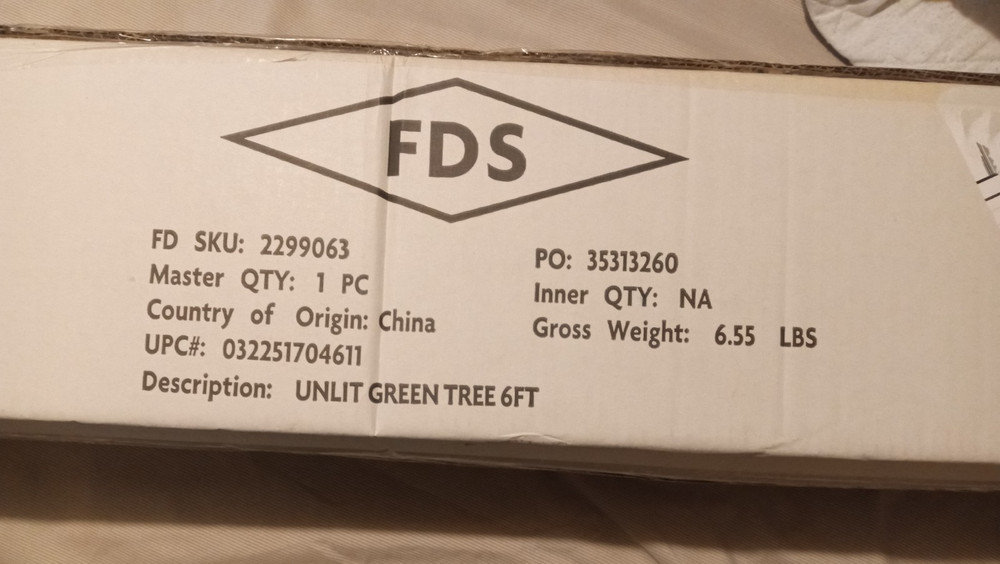 FDS
FD SKU: 2299063
Master QTY: 1 PC
Country of Origin: China
UPC#: 032251704611
Description: UNLIT GREEN TREE 6FT
PO: 35313260
Inner QTY: NA
Gross Weight: 6.55 LBS